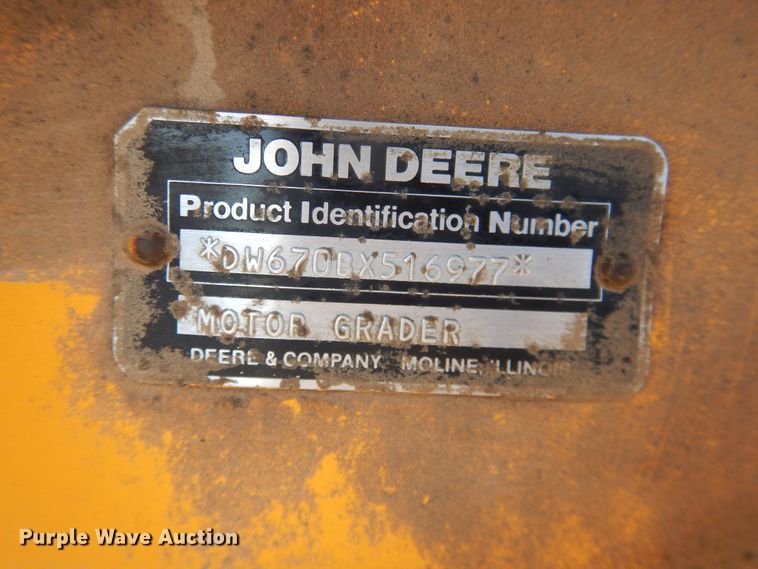 JOHN DEERE
Product Identification Number
*DW670BX516977*
MOTOR GRADER
DEERE & COMPANY MOLINE, ILLINOIS
Purple Wave Auction